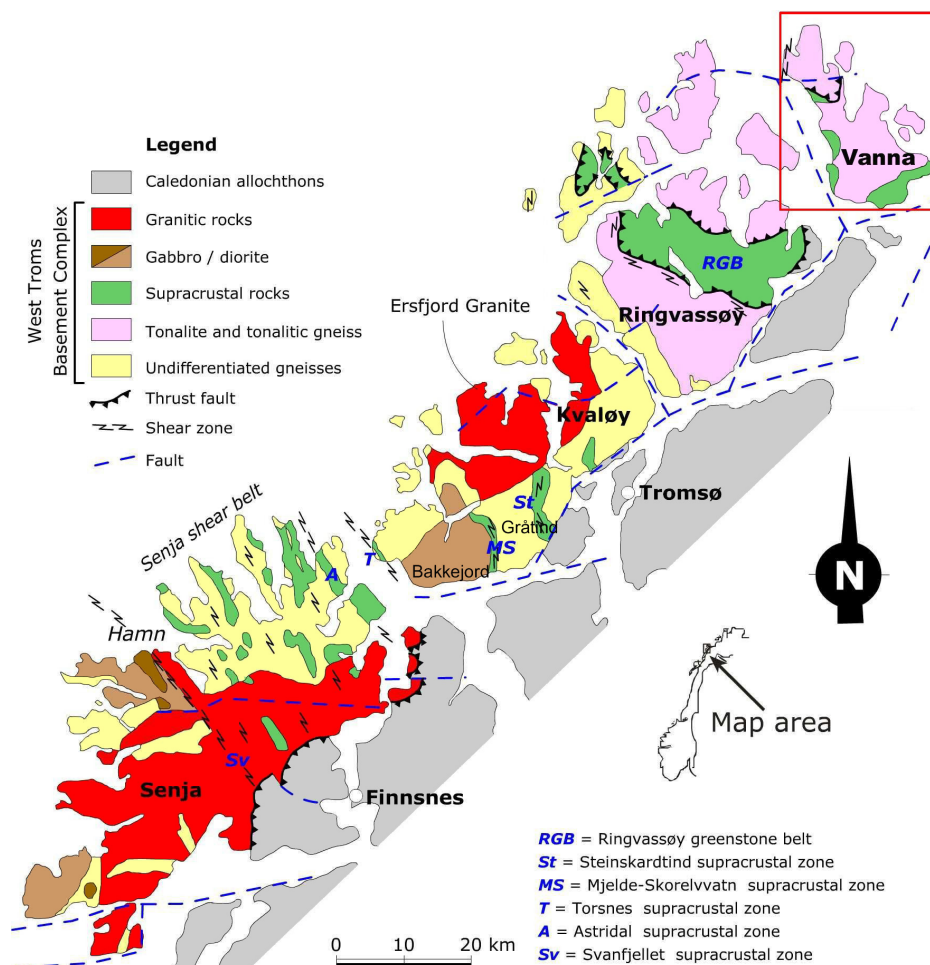 Legend
Caledonian allochthons
West Troms
Basement Complex
Granitic rocks
Gabbro / diorite
Supracrustal rocks
Tonalite and tonalitic gneiss
Undifferentiated gneisses
Thrust fault
Shear zone
Fault
Vanna
RGB
Ringvassøy
Ersfjord Granite
Kvaløy
Tromsø
St
Gråtind
MS
Bakkejord
T
A
Senja shear belt
Hamn
Sv
Senja
Finnsnes
N
Map area
RGB = Ringvassøy greenstone belt
St = Steinskardtind supracrustal zone
MS = Mjelde-Skorelvvatn supracrustal zone
T = Torsnes supracrustal zone
A = Astridal supracrustal zone
Sv = Svanfjellet supracrustal zone
0 10 20 km